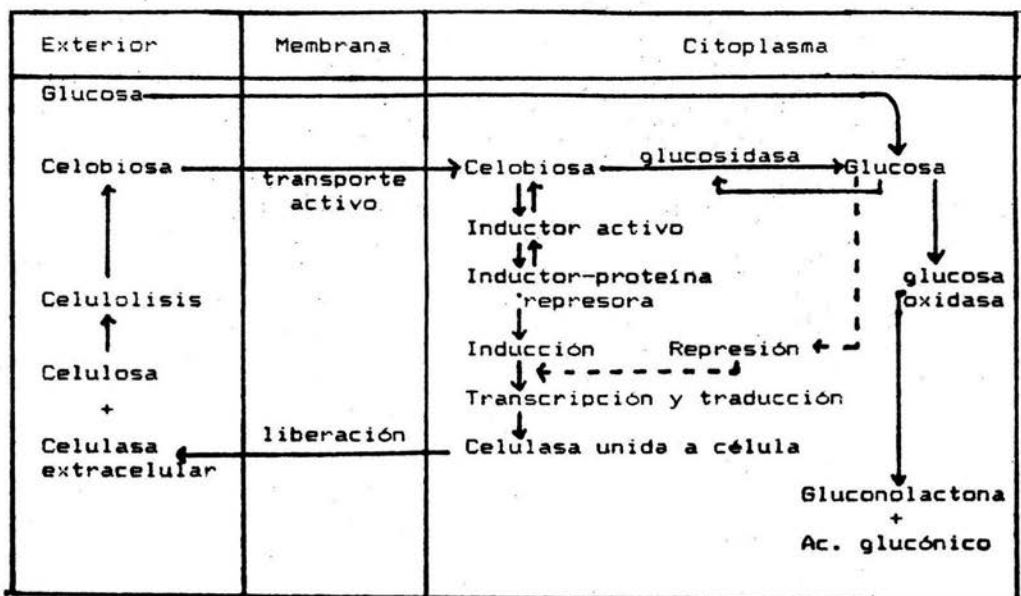 Exterior
Membrana
Citoplasma
Glucosa
Celobiosa
transporte
activo
Celobiosa
glucosidasa
Glucosa
Inductor activo
Inductor-proteína
represora
glucosa
oxidasa
Celulolisis
Inducción
Represión
Celulosa
Transcripción y traducción
+
Celulasa
extracelular
liberación
Celulasa unida a célula
Gluconolactona
+
Ac. glucónico